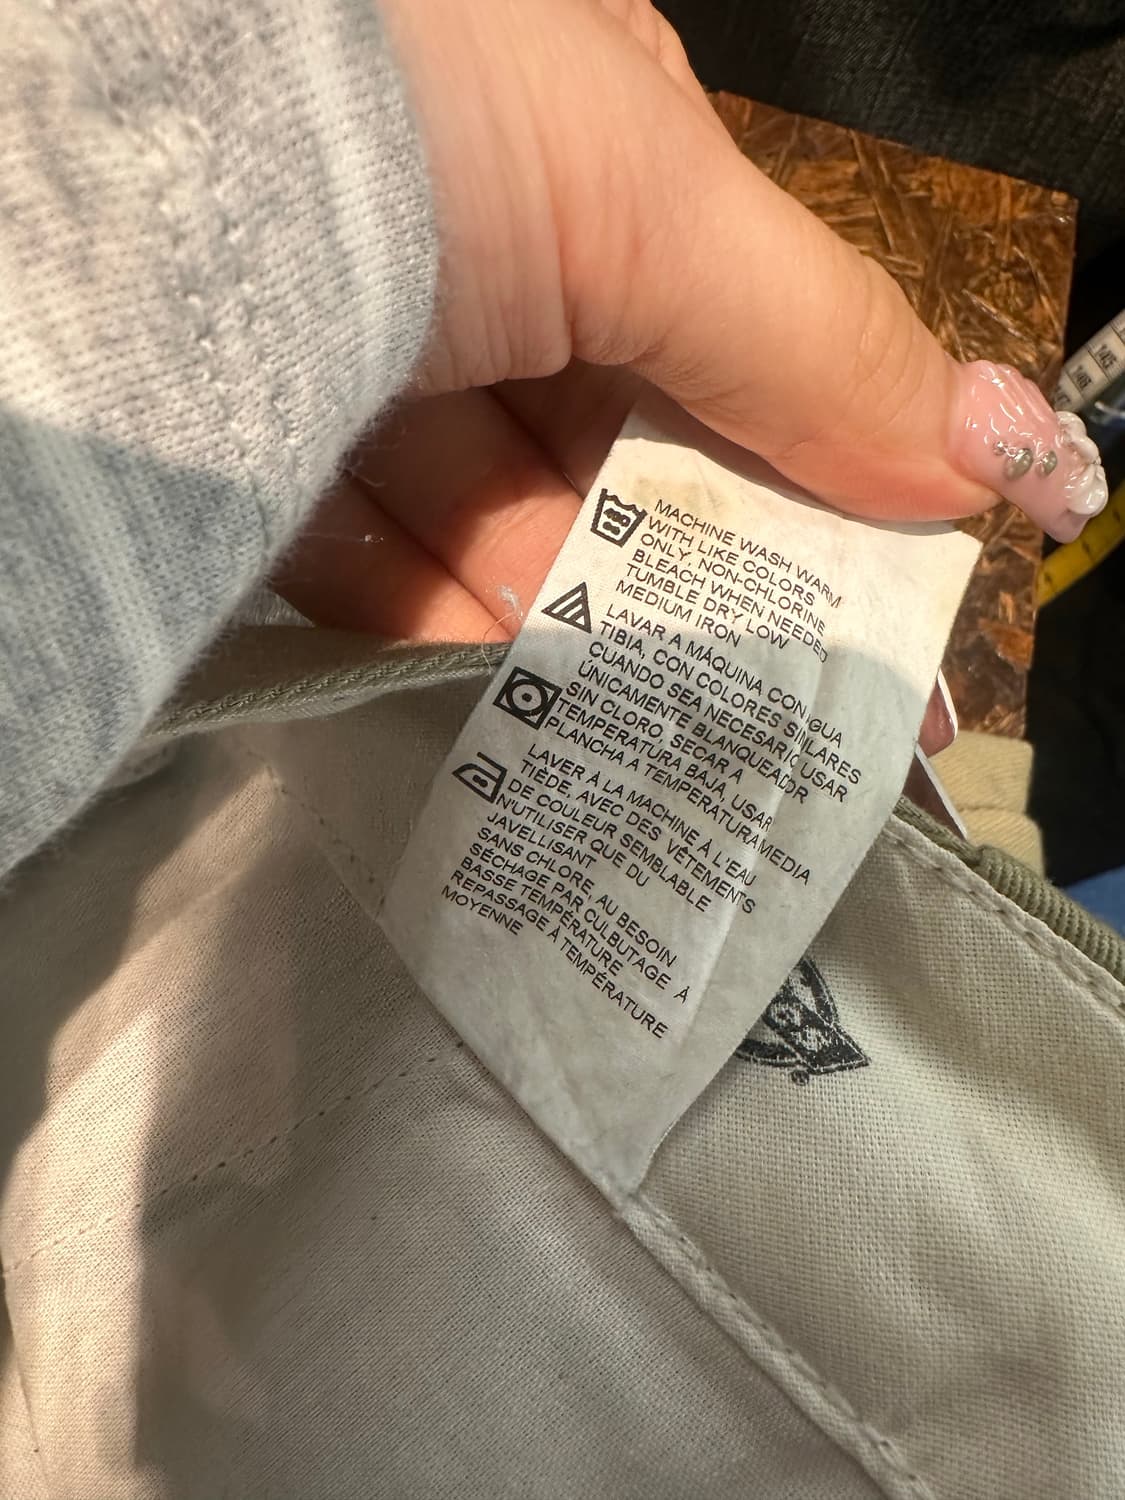 MACHINE WASH WARM
WITH LIKE COLORS
ONLY, NON-CHLORINE
BLEACH WHEN NEEDED
TUMBLE DRY LOW
MEDIUM IRON
LAVAR A MÁQUINA CON AGUA
TIBIA, CON COLORES SIMILARES
CUANDO SEA NECESARIO USAR
ÚNICAMENTE BLANQUEADOR
SIN CLORO, SECAR A
TEMPERATURA BAJA, USAR
PLANCHA A TEMPERATURA MEDIA
LAVER À LA MACHINE À L'EAU
TIÈDE, AVEC DES VÊTEMENTS
DE COULEUR SEMBLABLE
N'UTILISER QUE DU
JAVELLISANT
SANS CHLORE, AU BESOIN
SÉCHAGE PAR CULBUTAGE À
BASSE TEMPÉRATURE
REPASSAGE À TEMPÉRATURE
MOYENNE
®